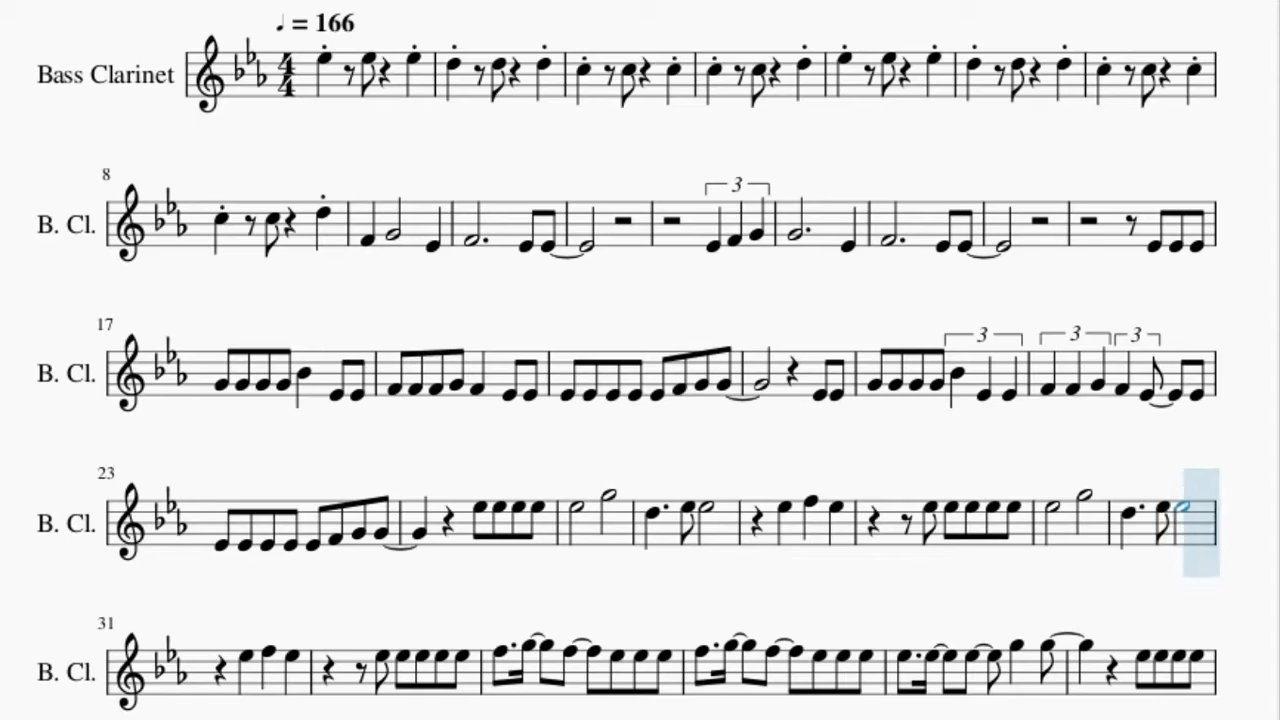 ♩ = 166
Bass Clarinet
4
4
8
3
B. Cl.
17
3
3
3
B. Cl.
23
B. Cl.
31
B. Cl.